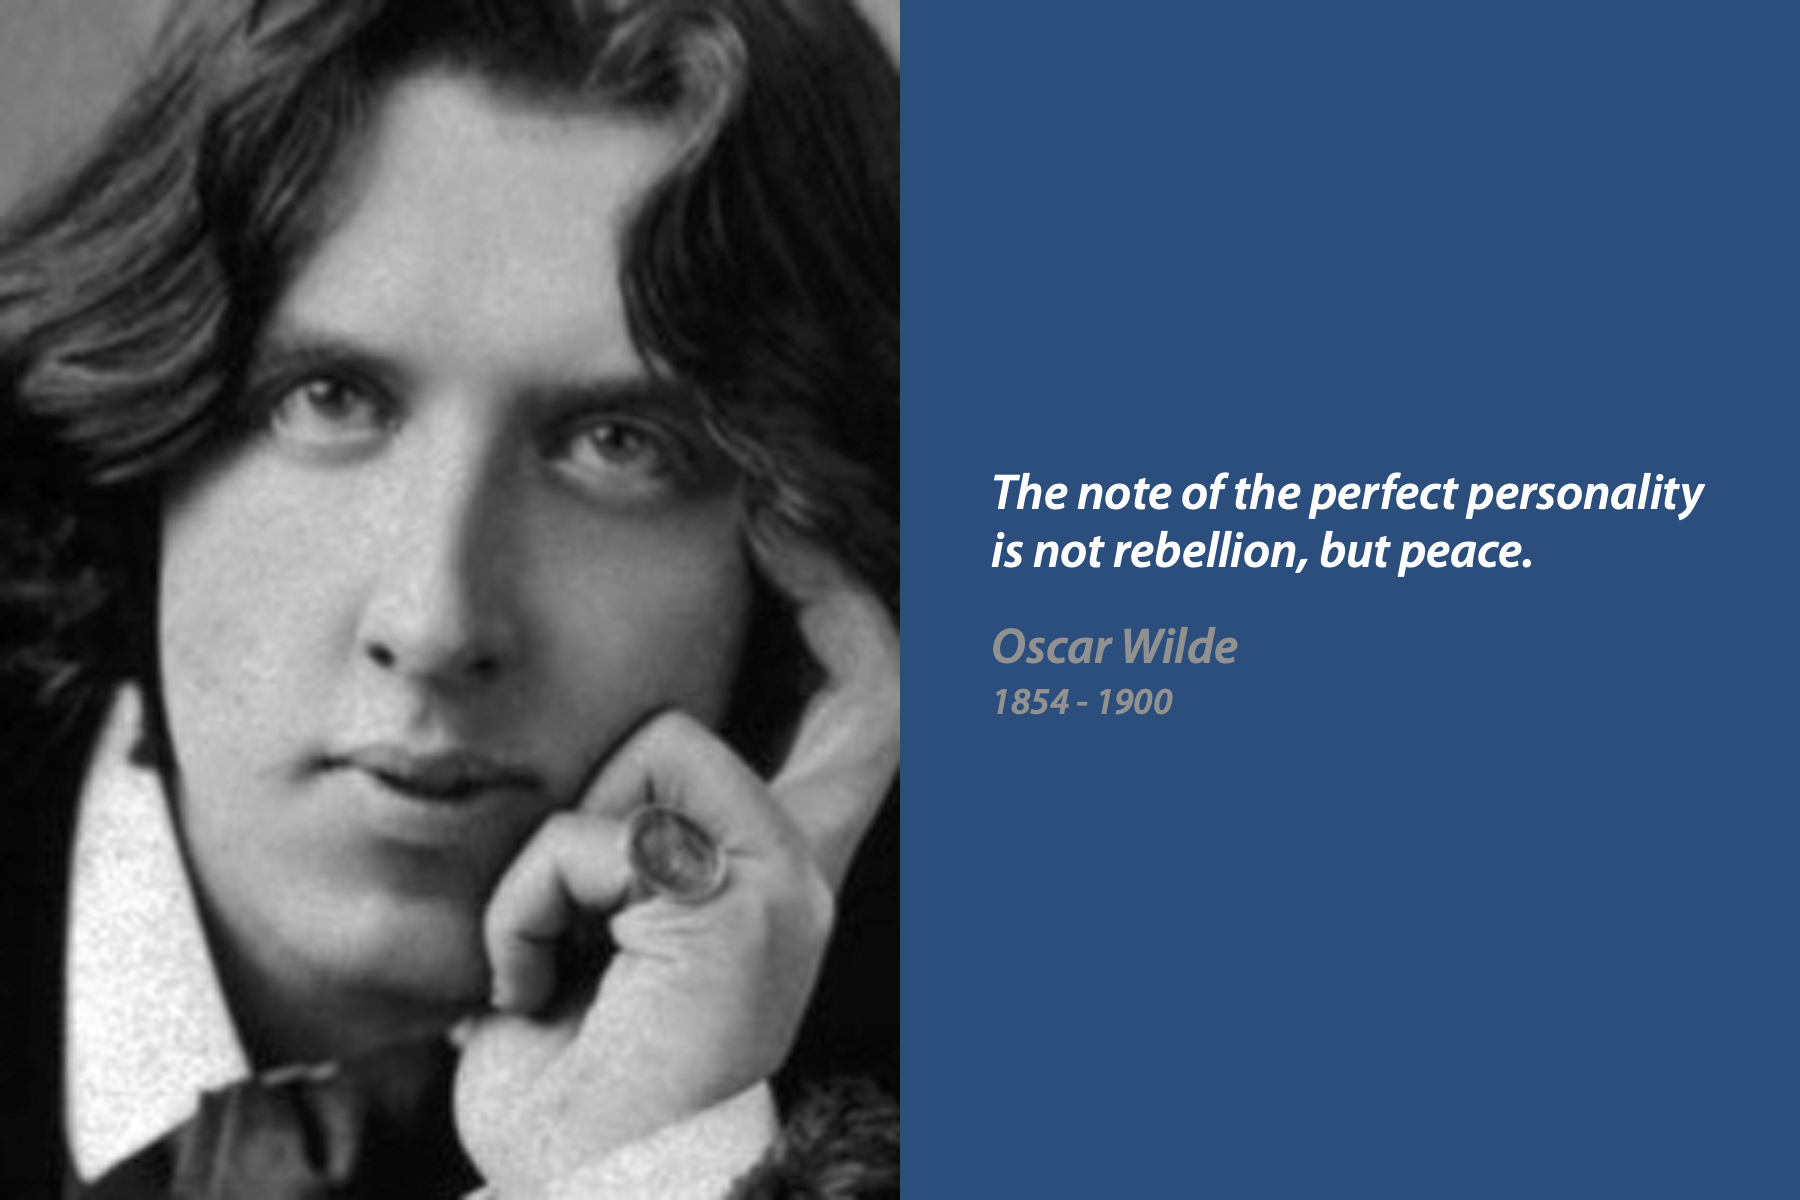 The note of the perfect personality
is not rebellion, but peace.
Oscar Wilde
1854 - 1900